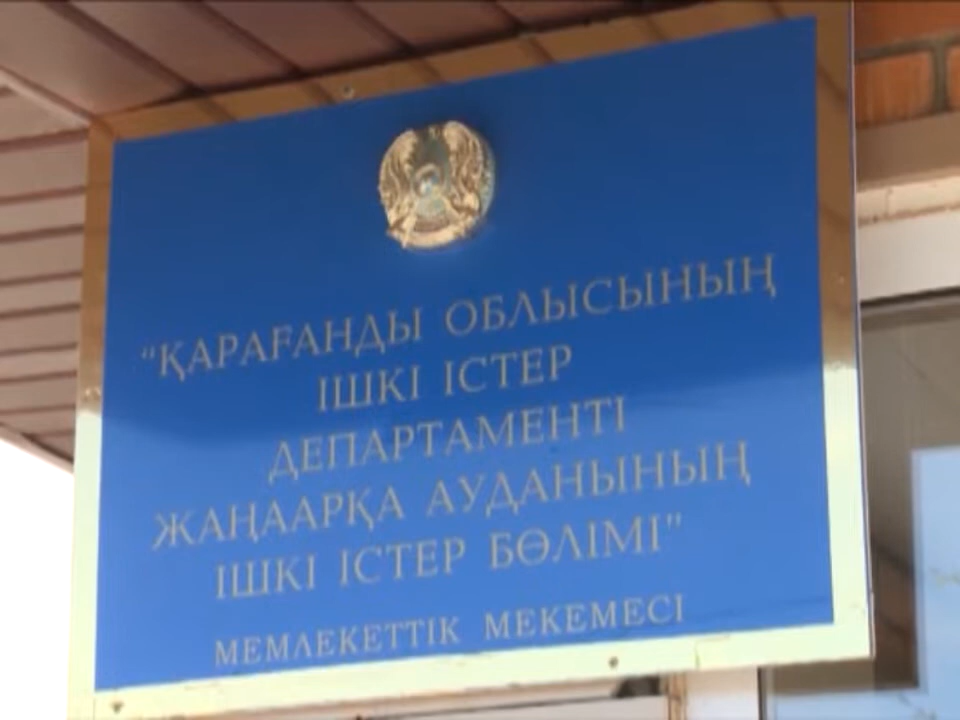 "ҚАРАҒАНДЫ ОБЛЫСЫНЫҢ
ІШКІ ІСТЕР
ДЕПАРТАМЕНТІ
ЖАҢААРҚА АУДАНЫНЫҢ
ІШКІ ІСТЕР БӨЛІМІ"
МЕМЛЕКЕТТІК МЕКЕМЕСІ